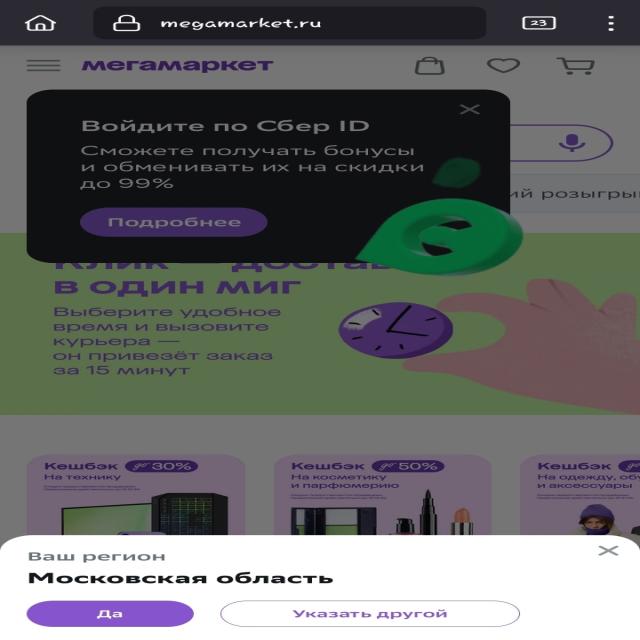 megamarket.ru
23
мегамаркет
Войдите по Сбер ID
Сможете получать бонусы
и обменивать их на скидки
до 99%
Подробнее
ий розыгры
Клик — доставка
в один миг
Выберите удобное
время и вызовите
курьера —
он привезёт заказ
за 15 минут
Кешбэк до 30%
На технику
Кешбэк до 50%
На косметику
и парфюмерию
Кешбэк до
На одежду, обу
и аксессуары
Ваш регион
Московская область
Да
Указать другой